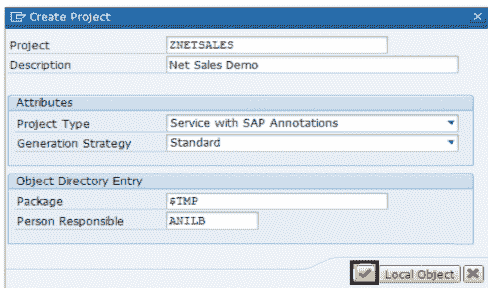 Create Project
Project ZNETSALES
Description Net Sales Demo
Attributes
Project Type Service with SAP Annotations
Generation Strategy Standard
Object Directory Entry
Package $TMP
Person Responsible ANILB
Local Object